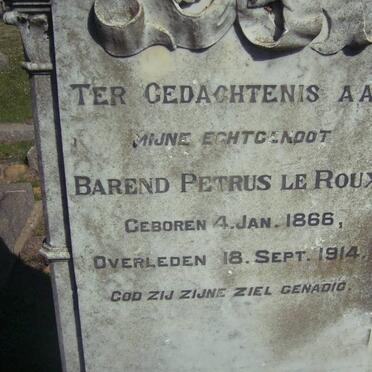 TER GEDACHTENIS AA
MIJNE ECHTGENOOT
BAREND PETRUS LE ROUX
GEBOREN 4. JAN. 1866,
OVERLEDEN 18. SEPT. 1914.
GOD ZIJ ZIJNE ZIEL GENADIG.